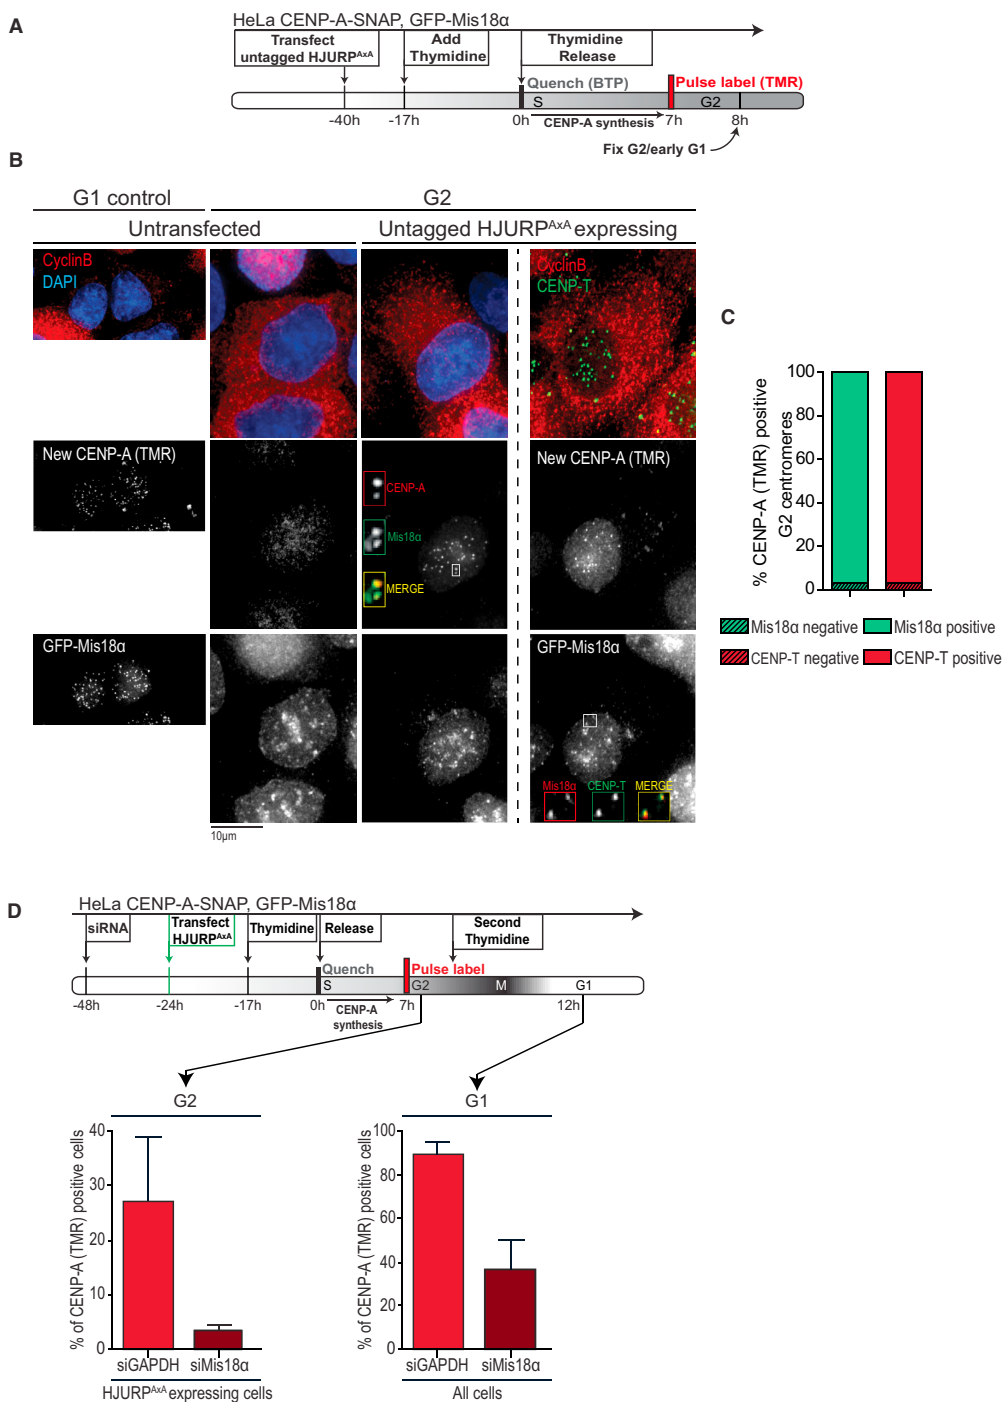 A
HeLa CENP-A-SNAP, GFP-Mis18α
Transfect
untagged HJURPAxA
Add
Thymidine
Thymidine
Release
Quench (BTP)
Pulse label (TMR)
S
G2
CENP-A synthesis
-40h
-17h
0h
7h
8h
Fix G2/early G1
B
G1 control
G2
Untransfected
Untagged HJURPAxA expressing
CyclinB
DAPI
CyclinB
CENP-T
New CENP-A (TMR)
CENP-A
Mis18α
MERGE
New CENP-A (TMR)
GFP-Mis18α
GFP-Mis18α
Mis18α
CENP-T
MERGE
10µm
C
% CENP-A (TMR) positive
G2 centromeres
100
80
60
40
20
0
Mis18α negative
Mis18α positive
CENP-T negative
CENP-T positive
D
HeLa CENP-A-SNAP, GFP-Mis18α
siRNA
Transfect
HJURPAxA
Thymidine
Release
Second
Thymidine
Quench
Pulse label
S
G2
M
G1
-48h
-24h
-17h
0h
CENP-A
synthesis
7h
12h
G2
% of CENP-A (TMR) positive cells
40
30
20
10
0
siGAPDH
siMis18α
HJURPAxA expressing cells
G1
% of CENP-A (TMR) positive cells
100
80
60
40
20
0
siGAPDH
siMis18α
All cells